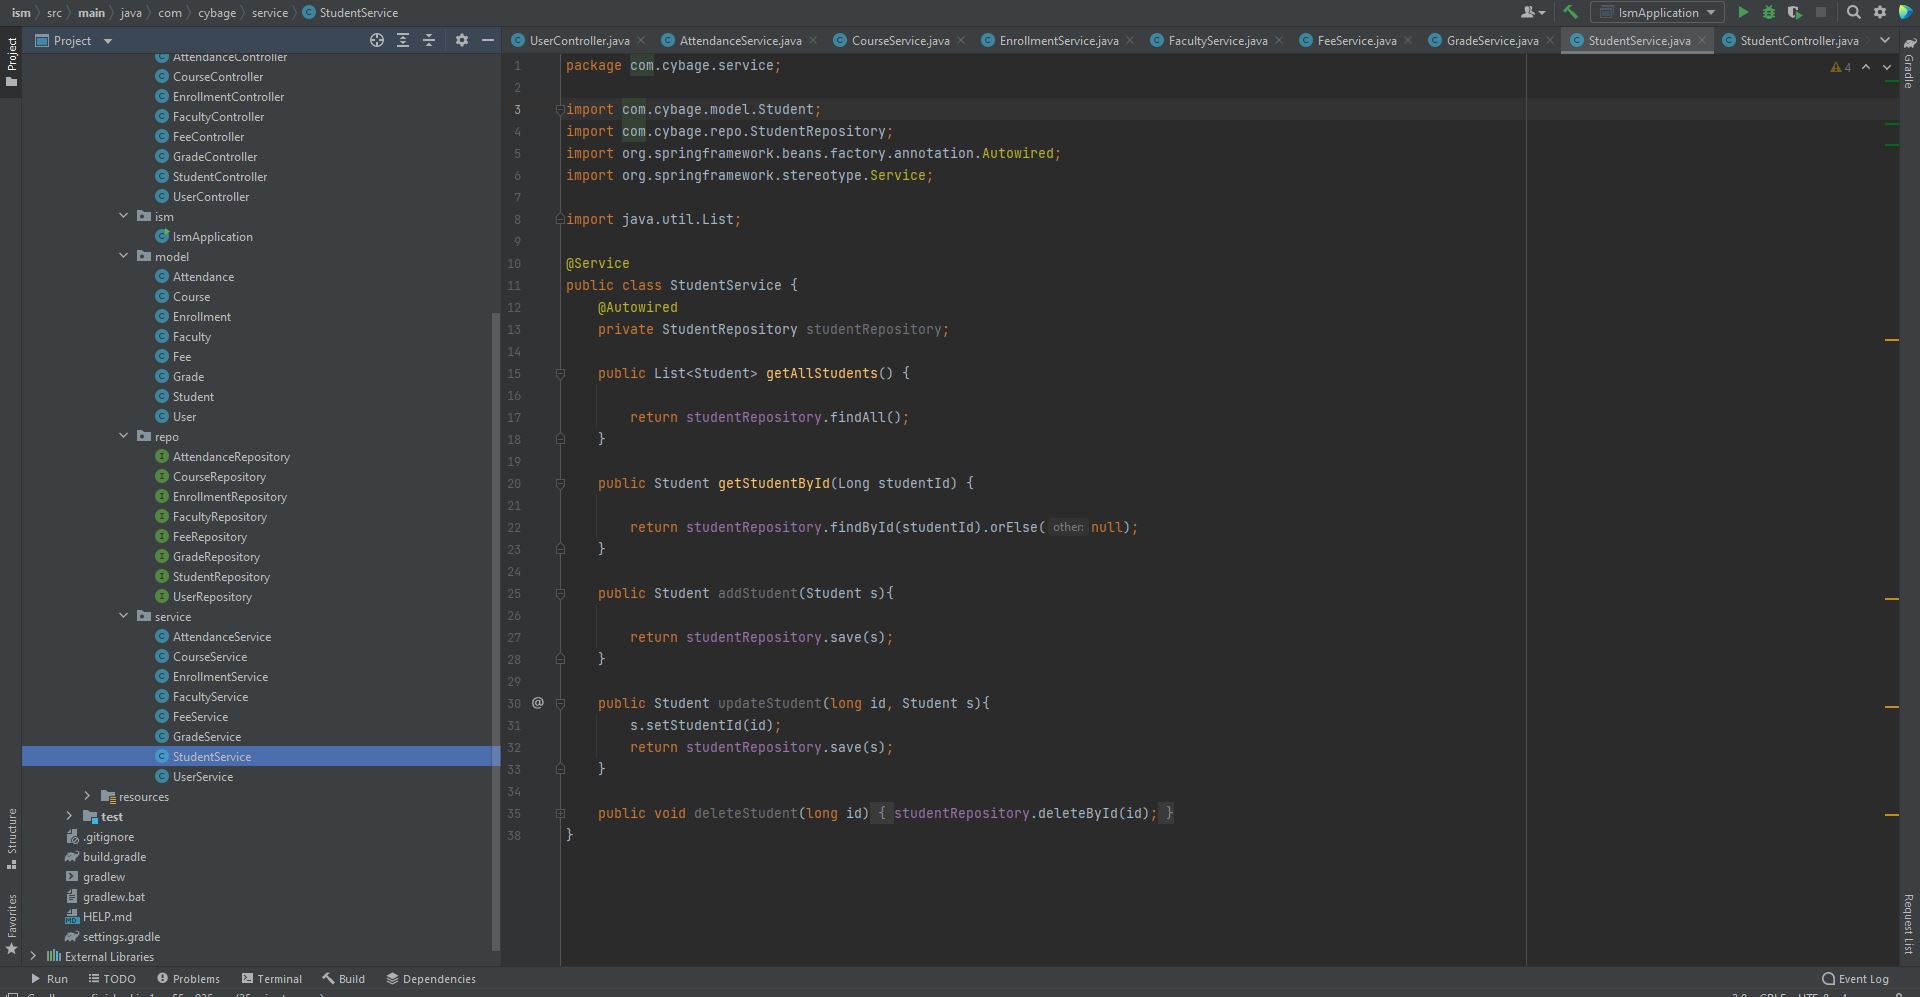 ism src main java com cybage service StudentService
IsmApplication
Project
UserController.java AttendanceService.java CourseService.java EnrollmentService.java FacultyService.java FeeService.java GradeService.java StudentService.java StudentController.java
Project
Structure
Favorites
AttendanceController
CourseController
EnrollmentController
FacultyController
FeeController
GradeController
StudentController
UserController
ism
IsmApplication
model
Attendance
Course
Enrollment
Faculty
Fee
Grade
Student
User
repo
AttendanceRepository
CourseRepository
EnrollmentRepository
FacultyRepository
FeeRepository
GradeRepository
StudentRepository
UserRepository
service
AttendanceService
CourseService
EnrollmentService
FacultyService
FeeService
GradeService
StudentService
UserService
resources
test
.gitignore
build.gradle
gradlew
gradlew.bat
HELP.md
settings.gradle
External Libraries
4
1 package com.cybage.service;
2
3 import com.cybage.model.Student;
4 import com.cybage.repo.StudentRepository;
5 import org.springframework.beans.factory.annotation.Autowired;
6 import org.springframework.stereotype.Service;
7
8 import java.util.List;
9
10 @Service
11 public class StudentService {
12 @Autowired
13 private StudentRepository studentRepository;
14
15 public List<Student> getAllStudents() {
16
17 return studentRepository.findAll();
18 }
19
20 public Student getStudentById(Long studentId) {
21
22 return studentRepository.findById(studentId).orElse( other: null);
23 }
24
25 public Student addStudent(Student s){
26
27 return studentRepository.save(s);
28 }
29
30 @ public Student updateStudent(long id, Student s){
31 s.setStudentId(id);
32 return studentRepository.save(s);
33 }
34
35 public void deleteStudent(long id) { studentRepository.deleteById(id); }
38 }
Gradle
Request List
Run TODO Problems Terminal Build Dependencies Event Log